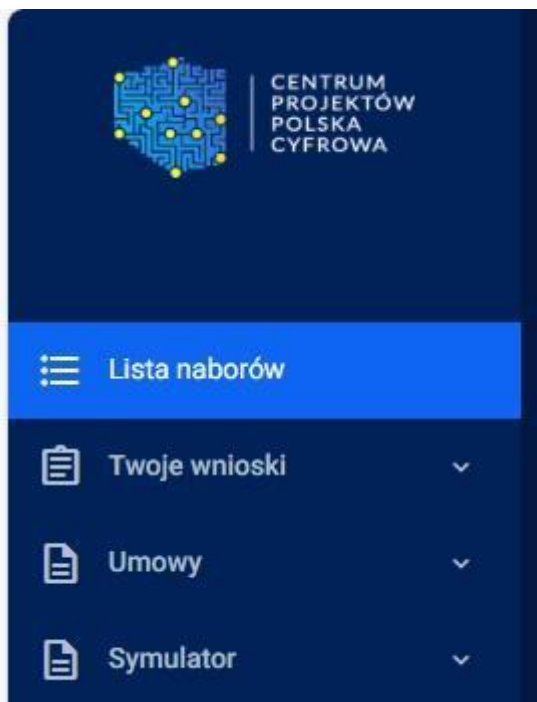 CENTRUM
PROJEKTÓW
POLSKA
CYFROWA
Lista naborów
Twoje wnioski
Umowy
Symulator